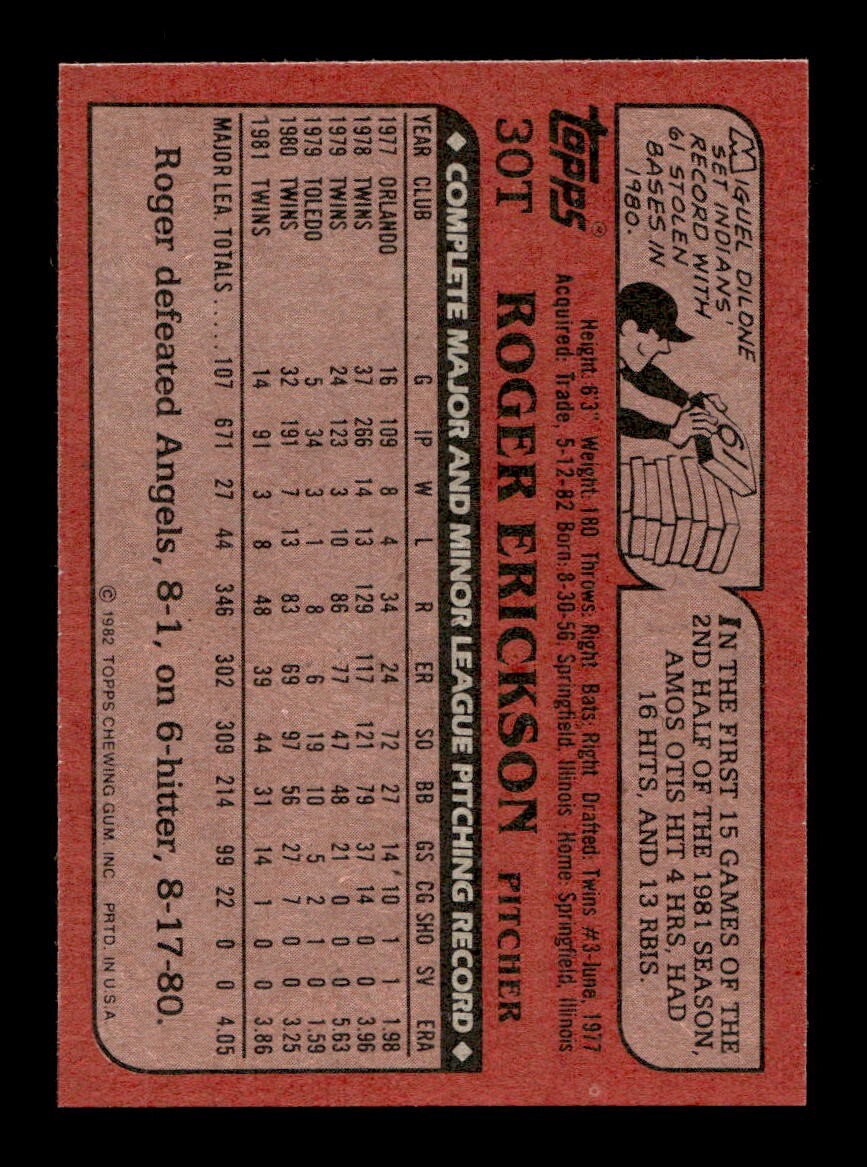 MIGUEL DILONE
SET INDIANS'
RECORD WITH
61 STOLEN
BASES IN
1980.
61
IN THE FIRST 15 GAMES OF THE
2ND HALF OF THE 1981 SEASON,
AMOS OTIS HIT 4 HRS, HAD
16 HITS, AND 13 RBIS.
TOPPS
Height: 6'3" Weight: 180 Throws: Right Bats: Right Drafted: Twins #3-June, 1977
Acquired: Trade, 5-12-82 Born: 8-30-56, Springfield, Illinois Home: Springfield, Illinois
30T ROGER ERICKSON PITCHER
◆ COMPLETE MAJOR AND MINOR LEAGUE PITCHING RECORD ◆
YEAR CLUB G IP W L R ER SO BB GS CG SHO SV ERA
1977 ORLANDO 16 109 8 4 34 24 72 27 14 10 1 1 1.98
1978 TWINS 37 266 14 13 129 117 121 79 37 14 0 0 3.96
1979 TWINS 24 123 3 10 86 77 47 48 21 0 0 0 5.63
1979 TOLEDO 5 34 3 1 8 6 19 10 5 2 1 0 1.59
1980 TWINS 32 191 7 13 83 69 97 56 27 7 0 0 3.25
1981 TWINS 14 91 3 8 48 39 44 31 14 1 0 0 3.86
MAJOR LEA. TOTALS ..... 107 671 27 44 346 302 309 214 99 22 0 0 4.05
Roger defeated Angels, 8-1, on 6-hitter, 8-17-80.
© 1982 TOPPS CHEWING GUM, INC PRTD. IN U.S.A